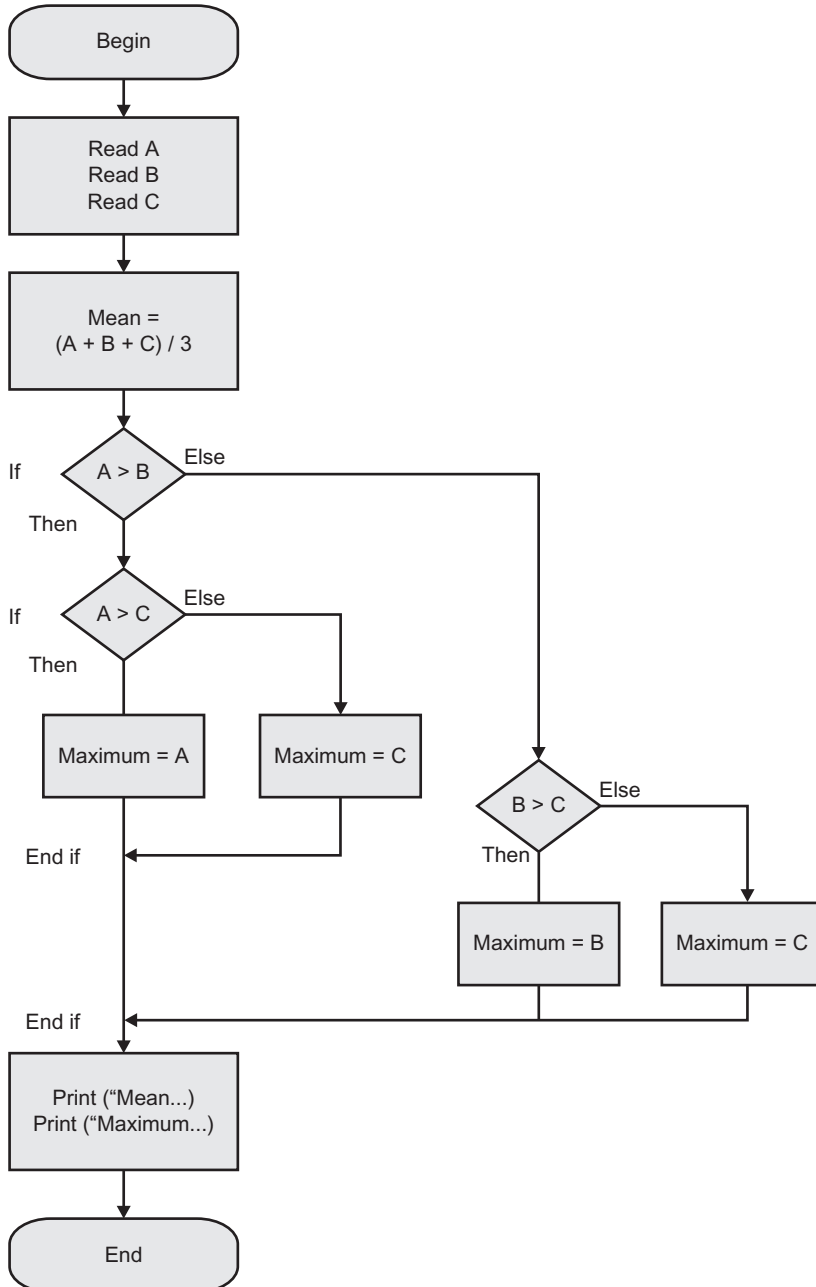 Begin
Read A
Read B
Read C
Mean =
(A + B + C) / 3
If
A > B
Else
Then
If
A > C
Else
Then
Maximum = A
Maximum = C
B > C
Else
Then
End if
Maximum = B
Maximum = C
End if
Print (“Mean...)
Print (“Maximum...)
End